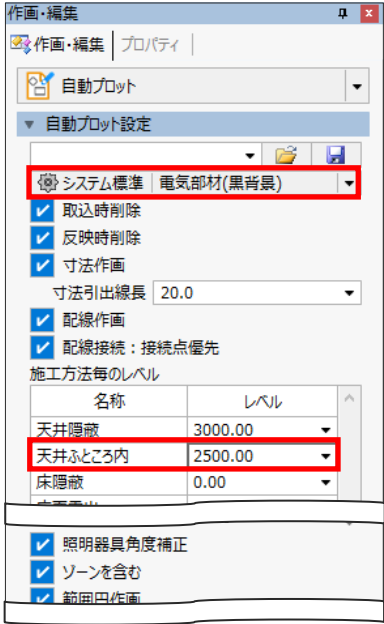 作画・編集
作画・編集 プロパティ
自動プロット
自動プロット設定
システム標準 電気部材(黒背景)
取込時削除
反映時削除
寸法作画
寸法引出線長 20.0
配線作画
配線接続：接続点優先
施工方法毎のレベル
名称 レベル
天井隠蔽 3000.00
天井ふところ内 2500.00
床隠蔽 0.00
照明器具角度補正
ゾーンを含む
範囲円作画